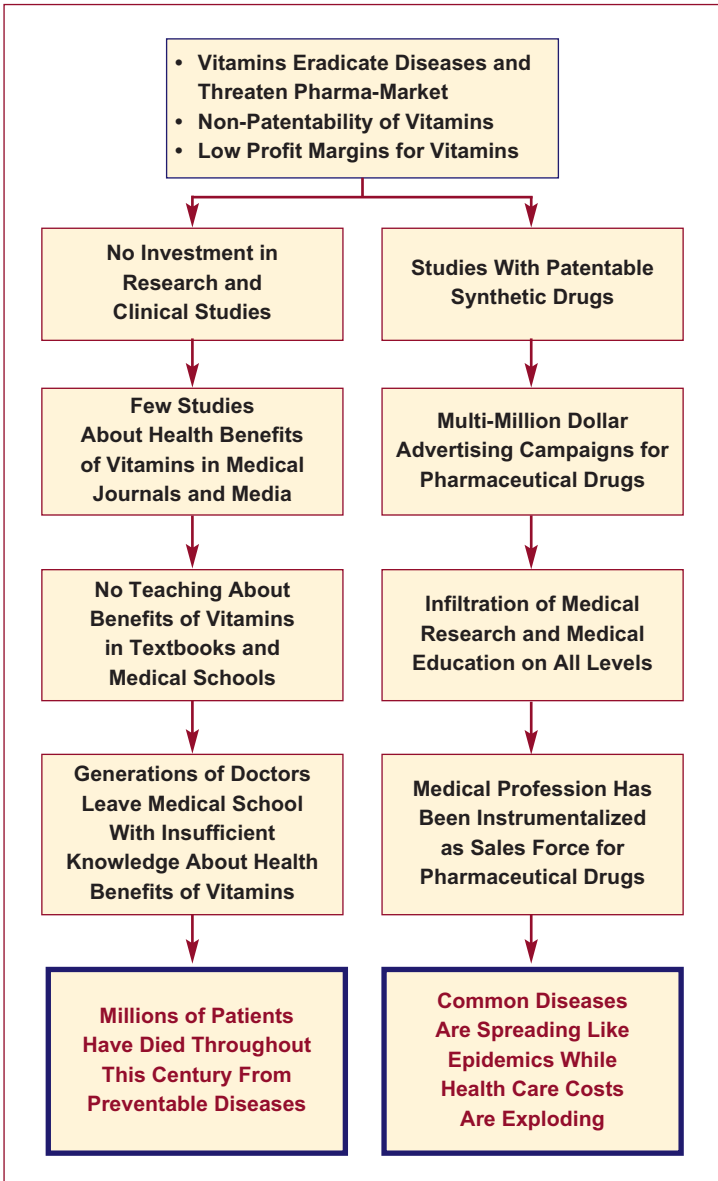 • Vitamins Eradicate Diseases and
Threaten Pharma-Market
• Non-Patentability of Vitamins
• Low Profit Margins for Vitamins
No Investment in
Research and
Clinical Studies
Few Studies
About Health Benefits
of Vitamins in Medical
Journals and Media
No Teaching About
Benefits of Vitamins
in Textbooks and
Medical Schools
Generations of Doctors
Leave Medical School
With Insufficient
Knowledge About Health
Benefits of Vitamins
Millions of Patients
Have Died Throughout
This Century From
Preventable Diseases
Studies With Patentable
Synthetic Drugs
Multi-Million Dollar
Advertising Campaigns for
Pharmaceutical Drugs
Infiltration of Medical
Research and Medical
Education on All Levels
Medical Profession Has
Been Instrumentalized
as Sales Force for
Pharmaceutical Drugs
Common Diseases
Are Spreading Like
Epidemics While
Health Care Costs
Are Exploding